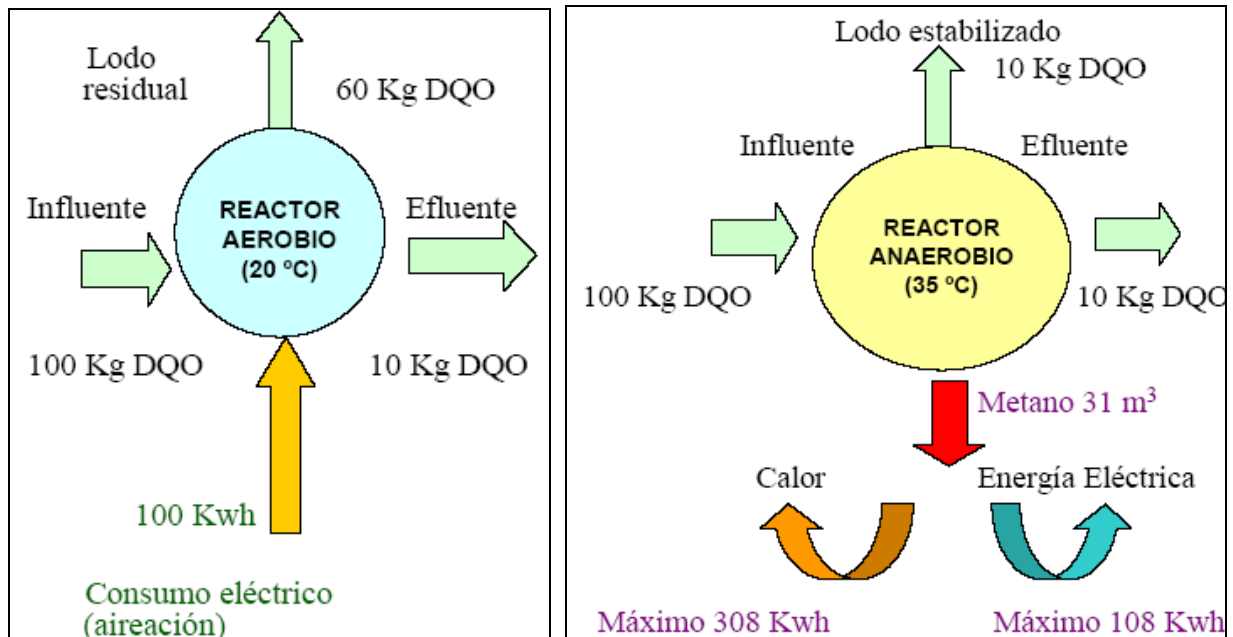 Lodo
residual
60 Kg DQO
Influente
REACTOR
AEROBIO
(20 ºC)
Efluente
100 Kg DQO
10 Kg DQO
100 Kwh
Consumo eléctrico
(aireación)
Lodo estabilizado
10 Kg DQO
Influente
Efluente
REACTOR
ANAEROBIO
(35 ºC)
100 Kg DQO
10 Kg DQO
Metano 31 m³
Calor
Energía Eléctrica
Máximo 308 Kwh
Máximo 108 Kwh